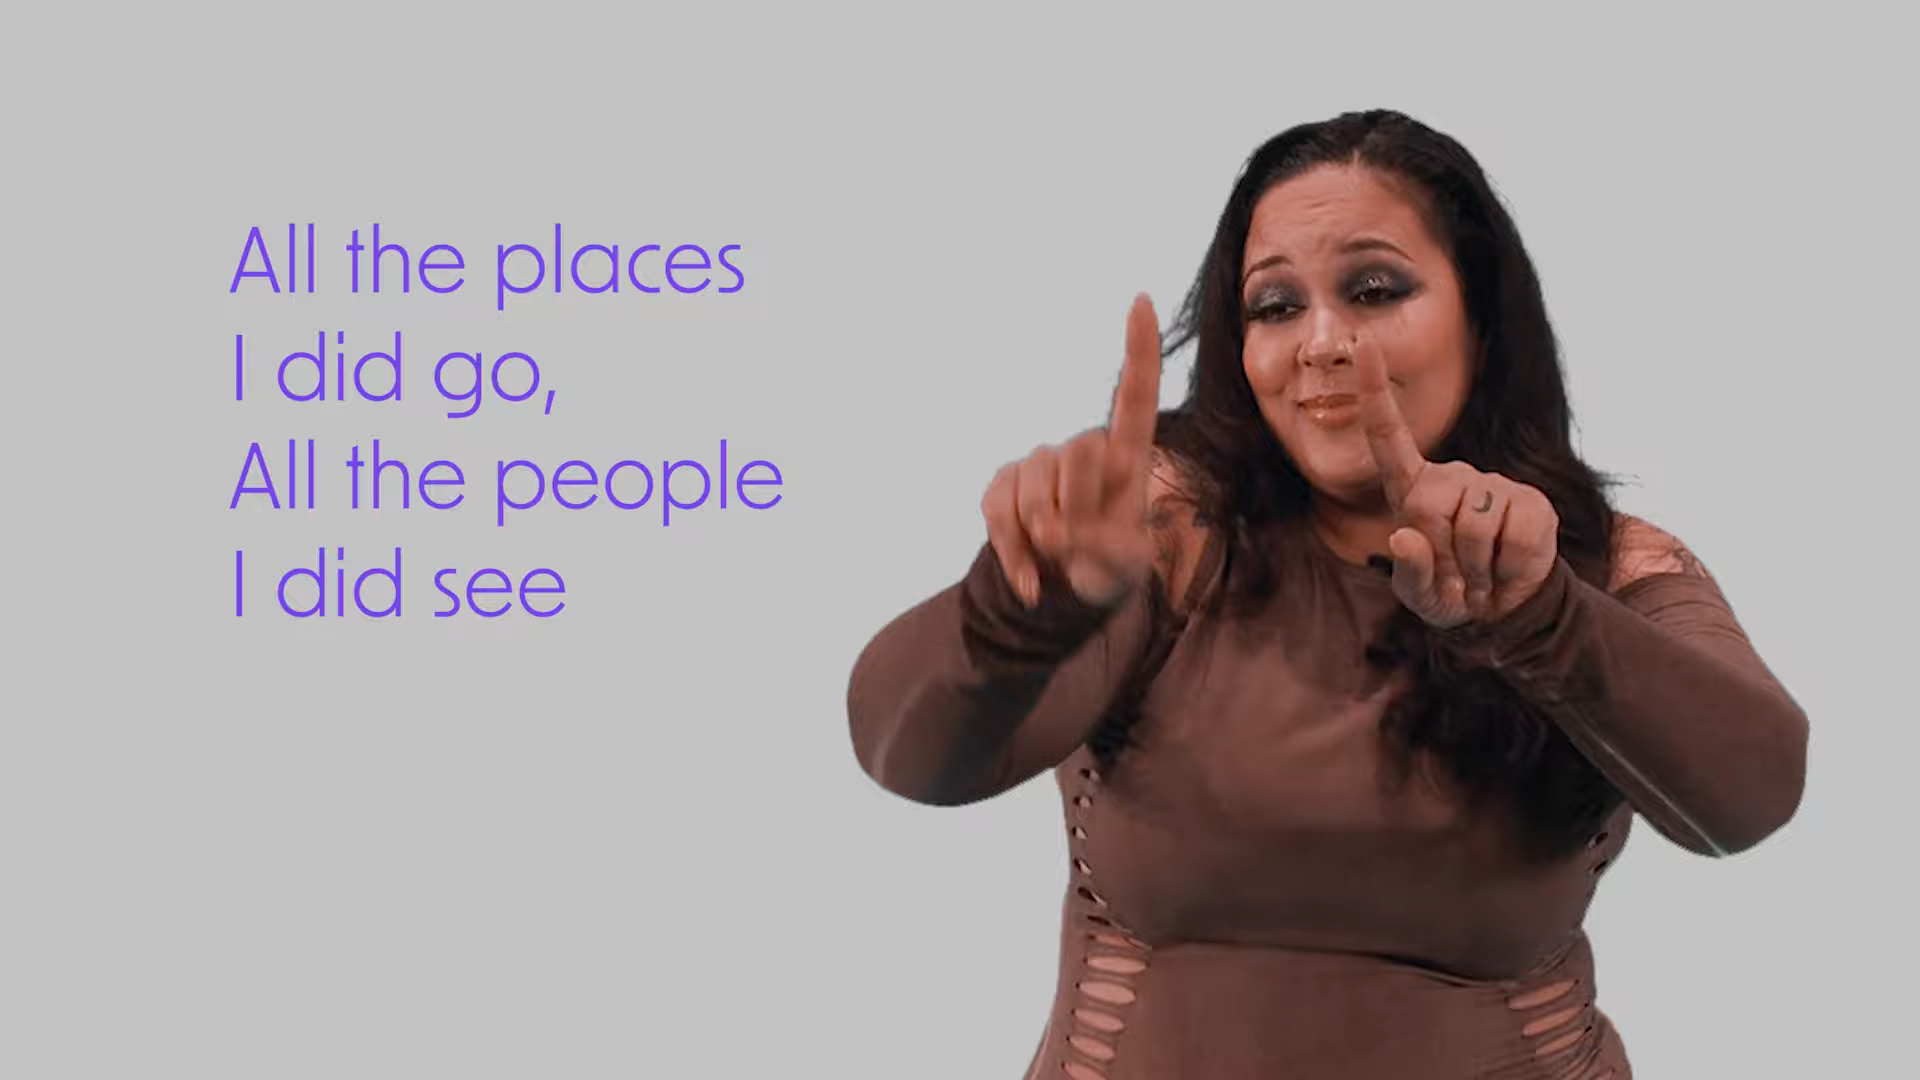 All the places
I did go,
All the people
I did see